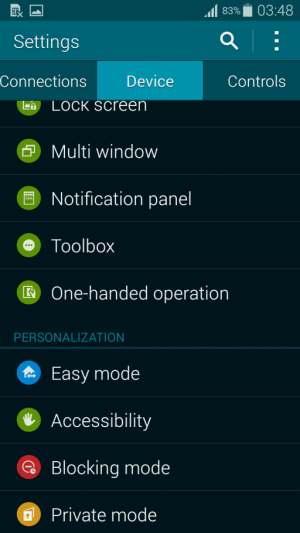 83% 03:48
Settings
Connections Device Controls
Lock screen
Multi window
Notification panel
Toolbox
One-handed operation
PERSONALIZATION
Easy mode
Accessibility
Blocking mode
Private mode